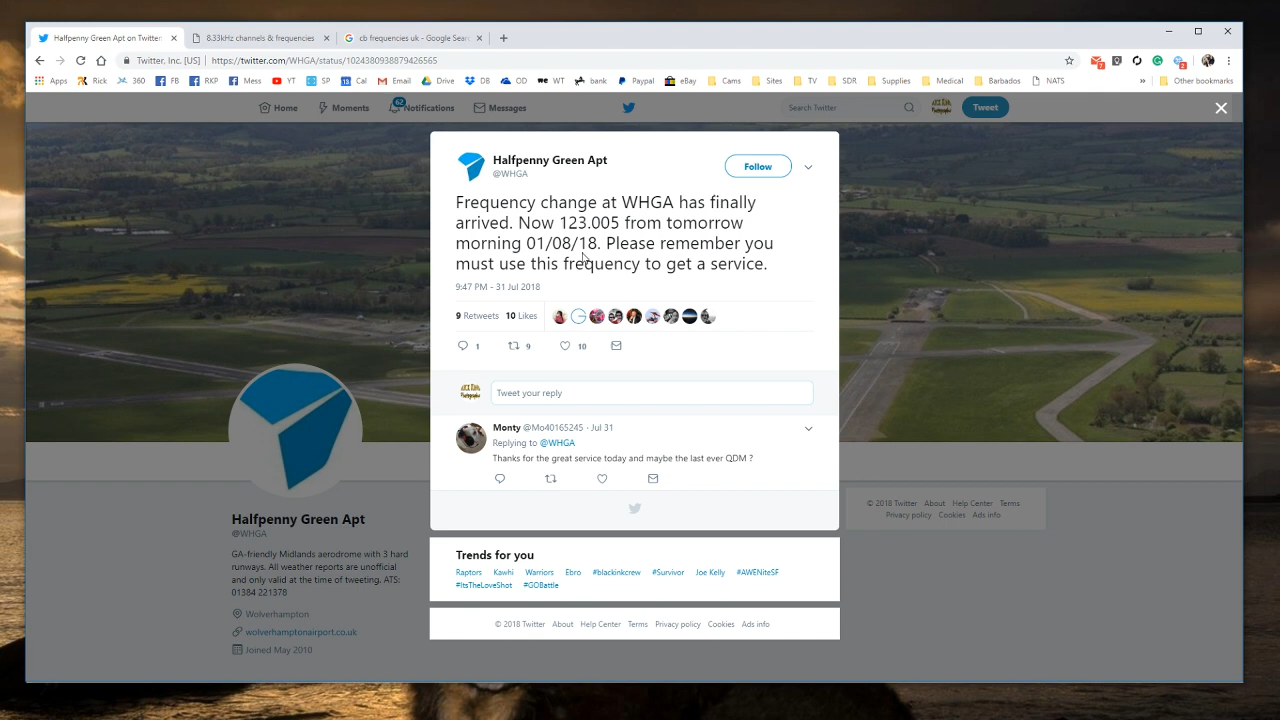 Halfpenny Green Apt on Twitter:
8.33kHz channels & frequencies
cb frequencies uk - Google Sear
Twitter, Inc. [US] https://twitter.com/WHGA/status/1024380938879426565
Apps Rick 360 FB RKP Mess YT SP Cal Email Drive DB OD WT bank Paypal eBay Cams Sites TV SDR Supplies Medical Barbados NATS » Other bookmarks
Home Moments 62 Notifications Messages Search Twitter Tweet
Halfpenny Green Apt
@WHGA
Follow
Frequency change at WHGA has finally
arrived. Now 123.005 from tomorrow
morning 01/08/18. Please remember you
must use this frequency to get a service.
9:47 PM - 31 Jul 2018
9 Retweets 10 Likes
1 9 10
Tweet your reply
Monty @Mo40165245 · Jul 31
Replying to @WHGA
Thanks for the great service today and maybe the last ever QDM ?
Halfpenny Green Apt
@WHGA
GA-friendly Midlands aerodrome with 3 hard
runways. All weather reports are unofficial
and only valid at the time of tweeting. ATS:
01384 221378
Wolverhampton
wolverhamptonairport.co.uk
Joined May 2010
© 2018 Twitter About Help Center Terms
Privacy policy Cookies Ads info
Trends for you
Raptors Kawhi Warriors Ebro #blackinkcrew #Survivor Joe Kelly #AWENiteSF
#ItsTheLoveShot #GOBattle
© 2018 Twitter About Help Center Terms Privacy policy Cookies Ads info